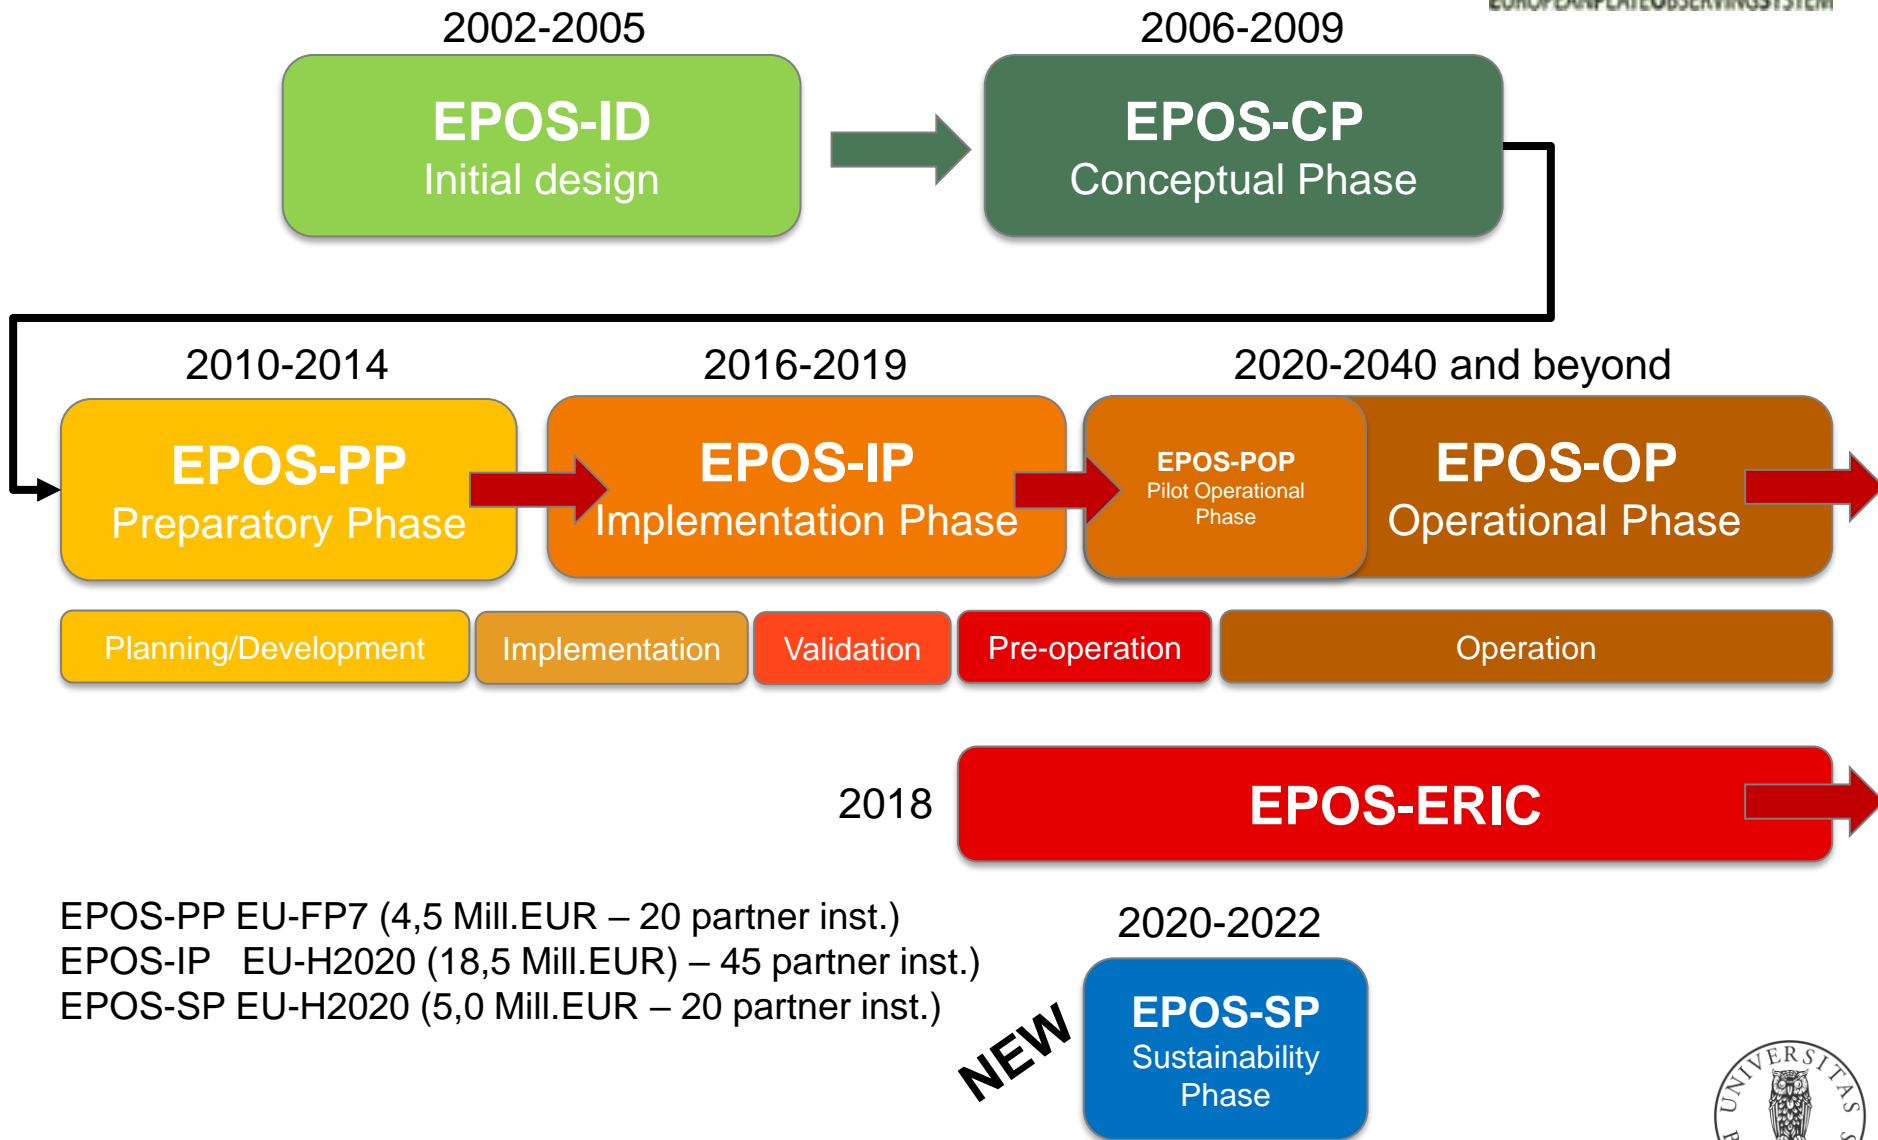 EUROPEANPLATEOBSERVINGSYSTEM
2002-2005
2006-2009
EPOS-ID
Initial design
EPOS-CP
Conceptual Phase
2010-2014
2016-2019
2020-2040 and beyond
EPOS-PP
Preparatory Phase
EPOS-IP
Implementation Phase
EPOS-POP
Pilot Operational
Phase
EPOS-OP
Operational Phase
Planning/Development
Implementation
Validation
Pre-operation
Operation
2018
EPOS-ERIC
EPOS-PP EU-FP7 (4,5 Mill.EUR – 20 partner inst.)
EPOS-IP EU-H2020 (18,5 Mill.EUR) – 45 partner inst.)
EPOS-SP EU-H2020 (5,0 Mill.EUR – 20 partner inst.)
2020-2022
NEW
EPOS-SP
Sustainability
Phase
UNIVERSITAS